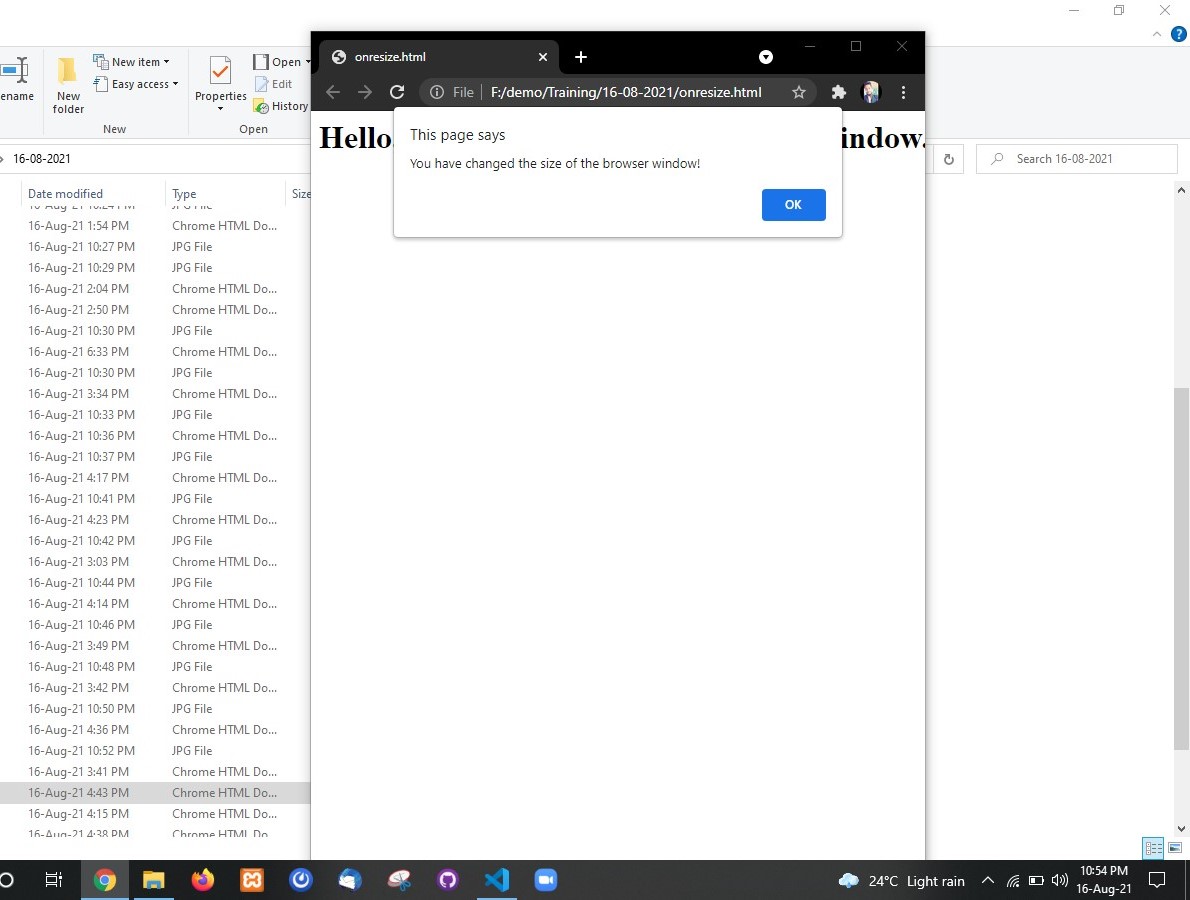 onresize.html
ename
New folder
New item
Easy access
New
Properties
Open
Edit
History
Open
File F:/demo/Training/16-08-2021/onresize.html
Hello
indow.
This page says
You have changed the size of the browser window!
OK
16-08-2021
Search 16-08-2021
Date modified Type Size
16-Aug-21 1:54 PM Chrome HTML Do...
16-Aug-21 10:27 PM JPG File
16-Aug-21 10:29 PM JPG File
16-Aug-21 2:04 PM Chrome HTML Do...
16-Aug-21 2:50 PM Chrome HTML Do...
16-Aug-21 10:30 PM JPG File
16-Aug-21 6:33 PM Chrome HTML Do...
16-Aug-21 10:30 PM JPG File
16-Aug-21 3:34 PM Chrome HTML Do...
16-Aug-21 10:33 PM JPG File
16-Aug-21 10:36 PM Chrome HTML Do...
16-Aug-21 10:37 PM JPG File
16-Aug-21 4:17 PM Chrome HTML Do...
16-Aug-21 10:41 PM JPG File
16-Aug-21 4:23 PM Chrome HTML Do...
16-Aug-21 10:42 PM JPG File
16-Aug-21 3:03 PM Chrome HTML Do...
16-Aug-21 10:44 PM JPG File
16-Aug-21 4:14 PM Chrome HTML Do...
16-Aug-21 10:46 PM JPG File
16-Aug-21 3:49 PM Chrome HTML Do...
16-Aug-21 10:48 PM JPG File
16-Aug-21 3:42 PM Chrome HTML Do...
16-Aug-21 10:50 PM JPG File
16-Aug-21 4:36 PM Chrome HTML Do...
16-Aug-21 10:52 PM JPG File
16-Aug-21 3:41 PM Chrome HTML Do...
16-Aug-21 4:43 PM Chrome HTML Do...
16-Aug-21 4:15 PM Chrome HTML Do...
16-Aug-21 4:38 PM Chrome HTML Do
24°C Light rain
10:54 PM
16-Aug-21